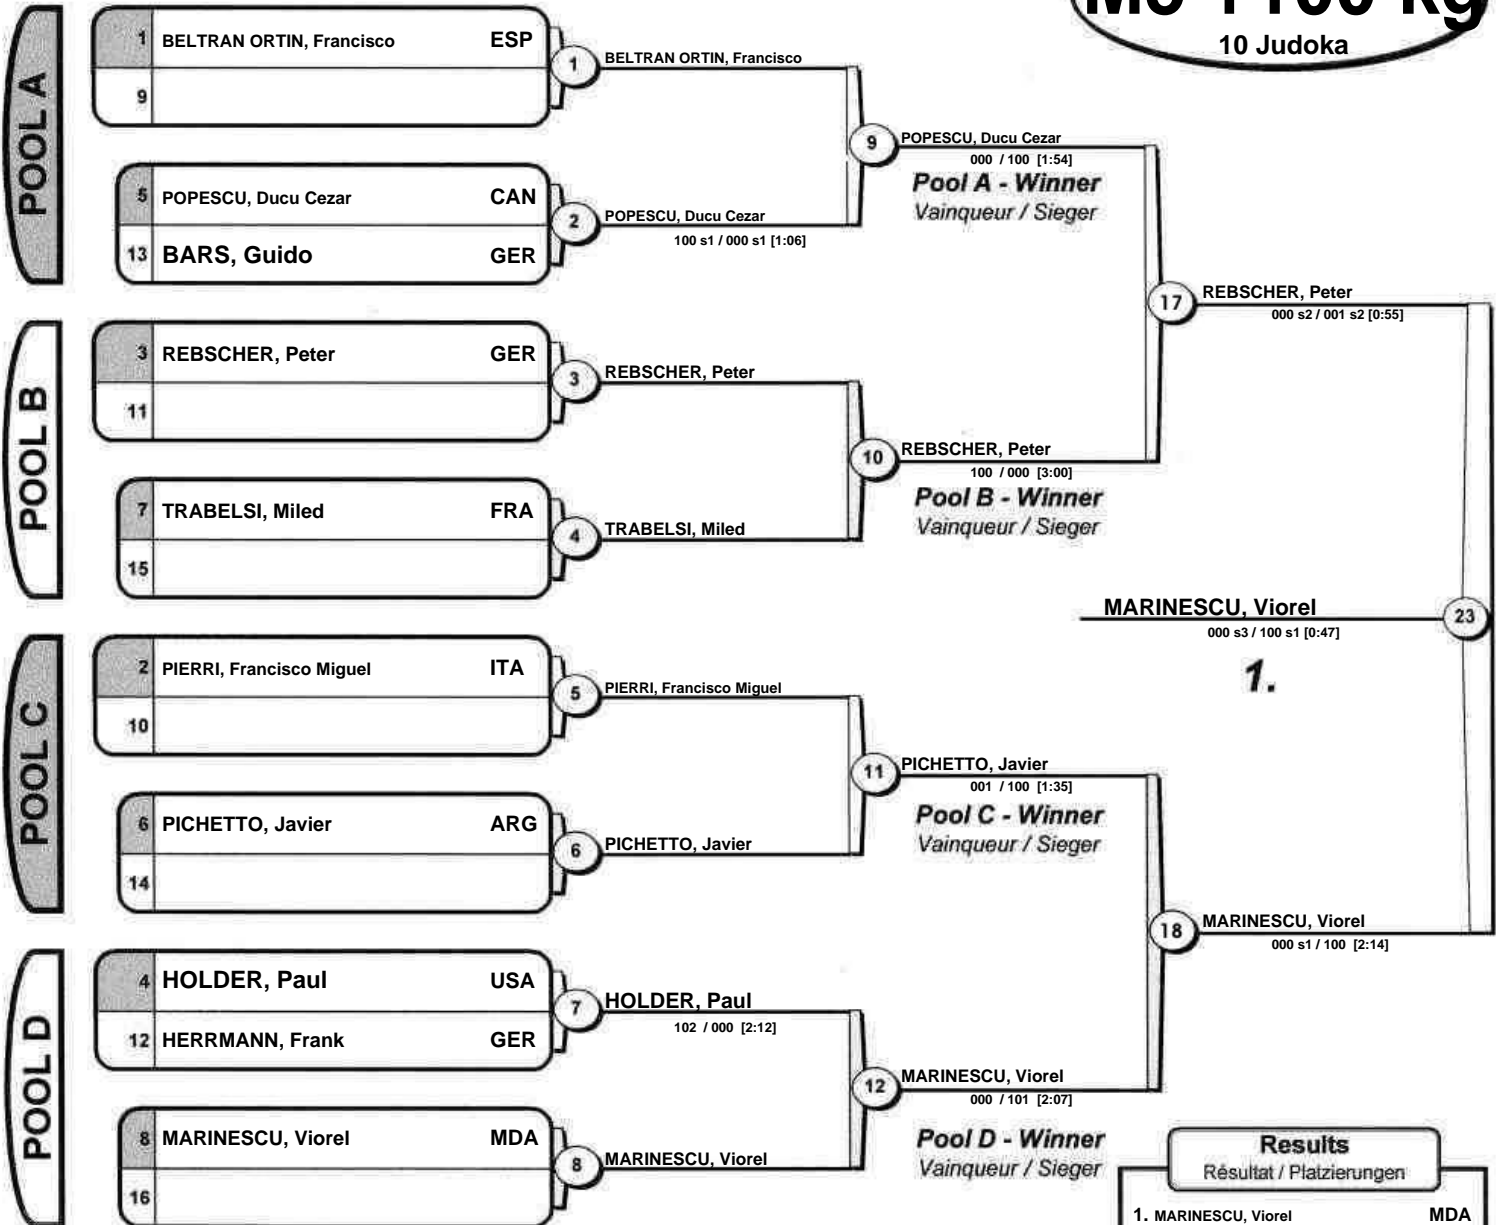 10 Judoka
POOL A
1 BELTRAN ORTIN, Francisco ESP
9
1 BELTRAN ORTIN, Francisco
5 POPESCU, Ducu Cezar CAN
13 BARS, Guido GER
2 POPESCU, Ducu Cezar
100 s1 / 000 s1 [1:06]
9 POPESCU, Ducu Cezar
000 / 100 [1:54]
Pool A - Winner
Vainqueur / Sieger
POOL B
3 REBSCHER, Peter GER
11
3 REBSCHER, Peter
7 TRABELSI, Miled FRA
15
4 TRABELSI, Miled
10 REBSCHER, Peter
100 / 000 [3:00]
Pool B - Winner
Vainqueur / Sieger
17 REBSCHER, Peter
000 s2 / 001 s2 [0:55]
MARINESCU, Viorel 23
000 s3 / 100 s1 [0:47]
1.
POOL C
2 PIERRI, Francisco Miguel ITA
10
5 PIERRI, Francisco Miguel
6 PICHETTO, Javier ARG
14
6 PICHETTO, Javier
11 PICHETTO, Javier
001 / 100 [1:35]
Pool C - Winner
Vainqueur / Sieger
18 MARINESCU, Viorel
000 s1 / 100 [2:14]
POOL D
4 HOLDER, Paul USA
12 HERRMANN, Frank GER
7 HOLDER, Paul
102 / 000 [2:12]
8 MARINESCU, Viorel MDA
16
8 MARINESCU, Viorel
12 MARINESCU, Viorel
000 / 101 [2:07]
Pool D - Winner
Vainqueur / Sieger
Results
Résultat / Platzierungen
1. MARINESCU, Viorel MDA